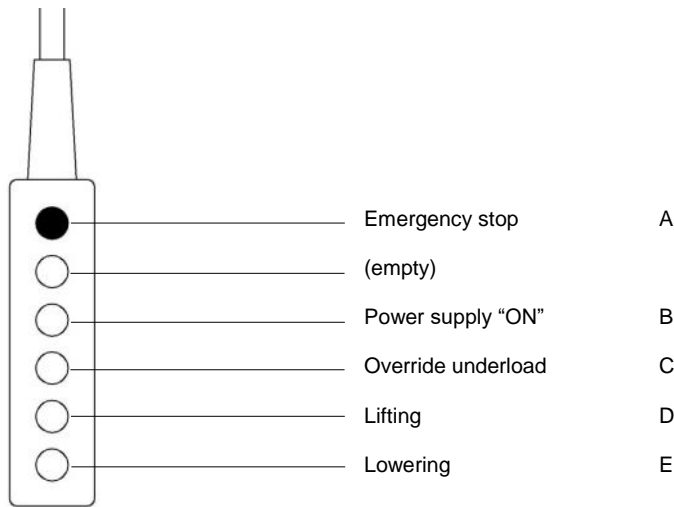 Emergency stop A
(empty)
Power supply “ON” B
Override underload C
Lifting D
Lowering E